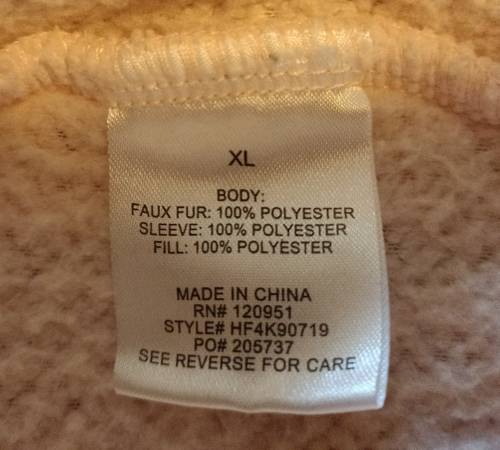 XL
BODY:
FAUX FUR: 100% POLYESTER
SLEEVE: 100% POLYESTER
FILL: 100% POLYESTER
MADE IN CHINA
RN# 120951
STYLE# HF4K90719
PO# 205737
SEE REVERSE FOR CARE